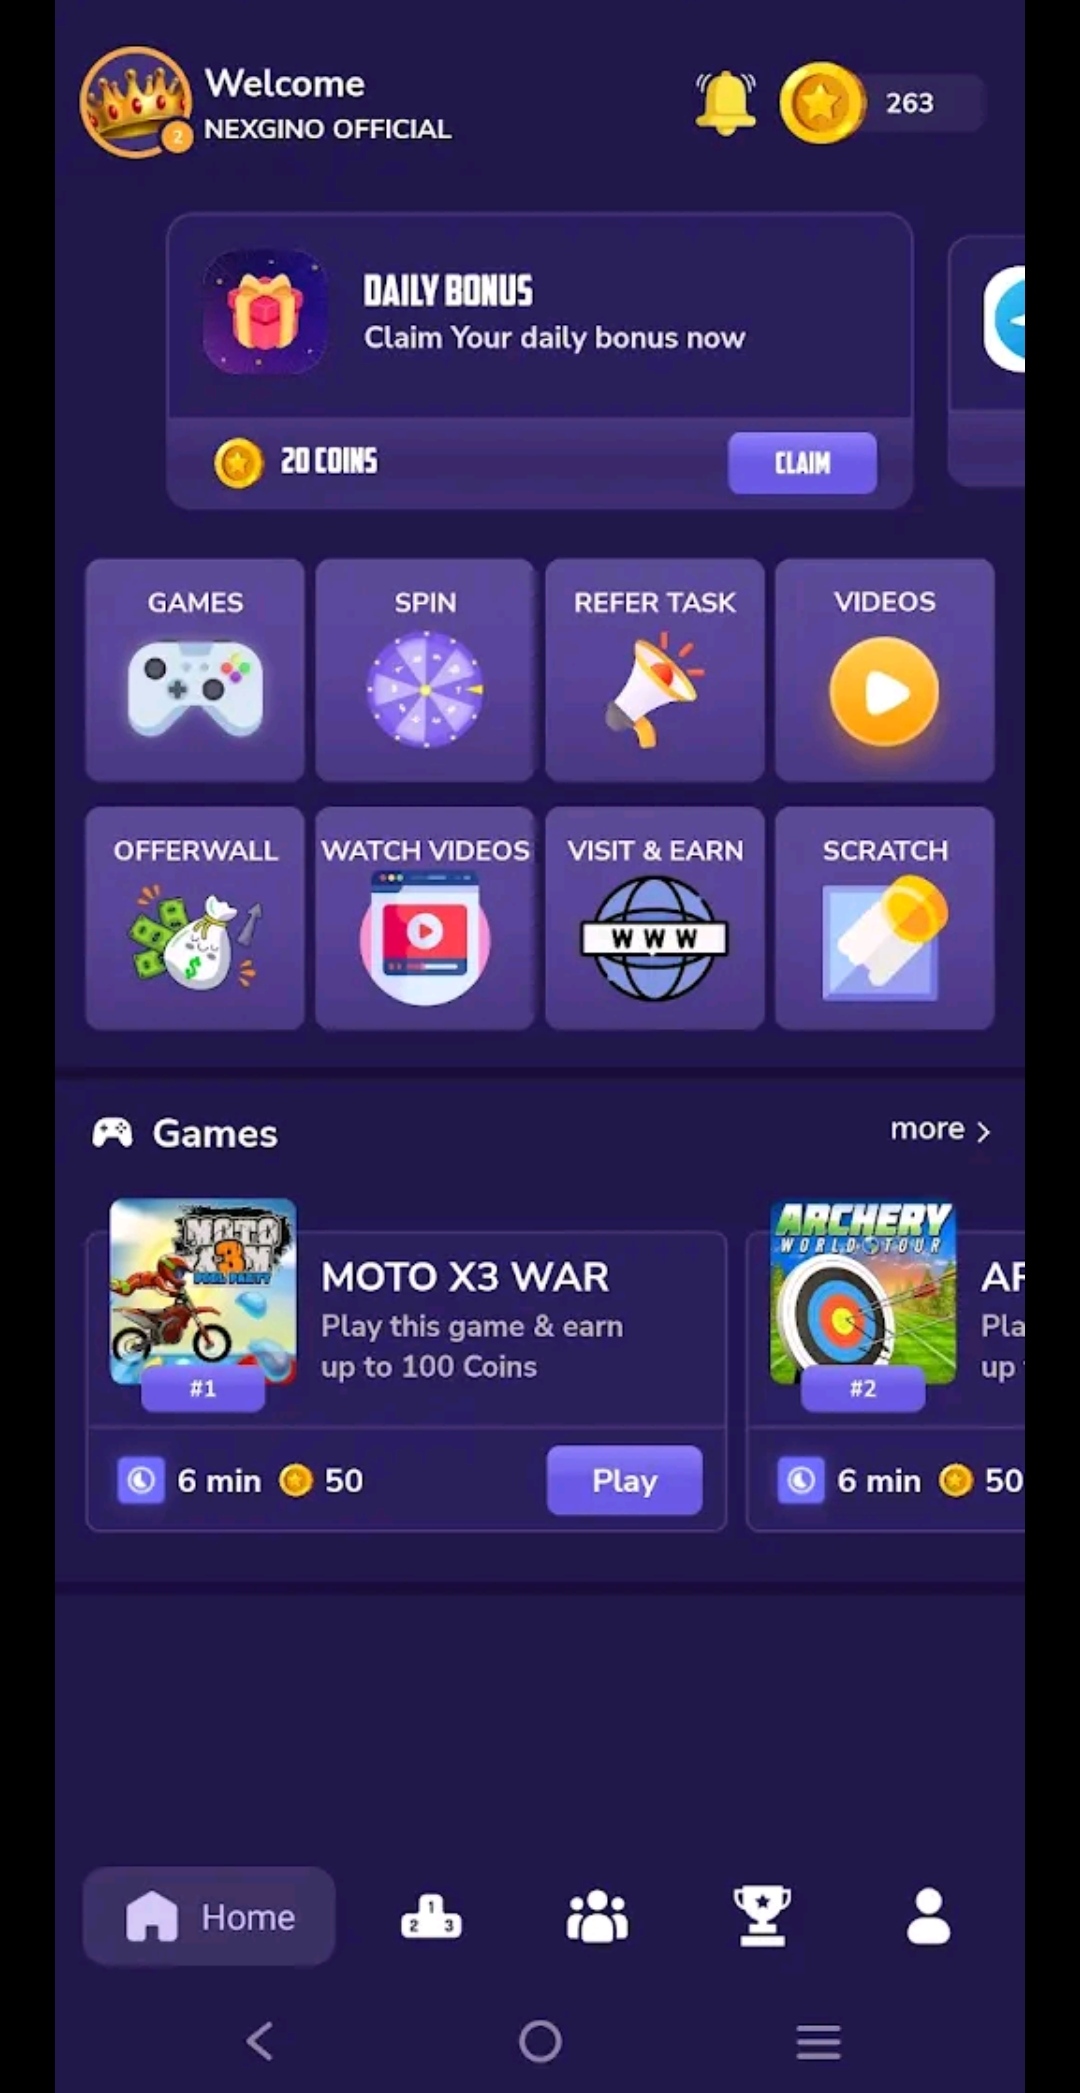 Welcome
NEXGINO OFFICIAL
2
263
DAILY BONUS
Claim Your daily bonus now
20 COINS
CLAIM
GAMES
SPIN
REFER TASK
VIDEOS
OFFERWALL
WATCH VIDEOS
VISIT & EARN
WWW
SCRATCH
Games
more
MOTO
X3M
POOL PARTY
#1
MOTO X3 WAR
Play this game & earn
up to 100 Coins
6 min
50
Play
ARCHERY
WORLD TOUR
#2
AR
Pla
up
6 min
50
Home
1
2 3